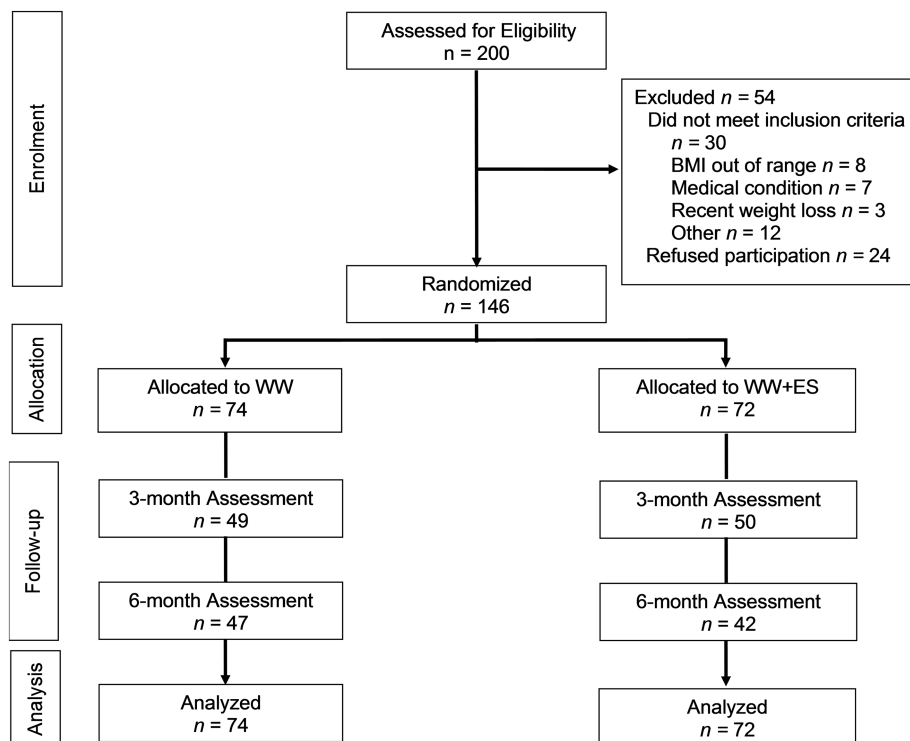 Enrolment
Assessed for Eligibility
n = 200
Excluded n = 54
Did not meet inclusion criteria
n = 30
BMI out of range n = 8
Medical condition n = 7
Recent weight loss n = 3
Other n = 12
Refused participation n = 24
Randomized
n = 146
Allocation
Allocated to WW
n = 74
Allocated to WW+ES
n = 72
Follow-up
3-month Assessment
n = 49
3-month Assessment
n = 50
6-month Assessment
n = 47
6-month Assessment
n = 42
Analysis
Analyzed
n = 74
Analyzed
n = 72